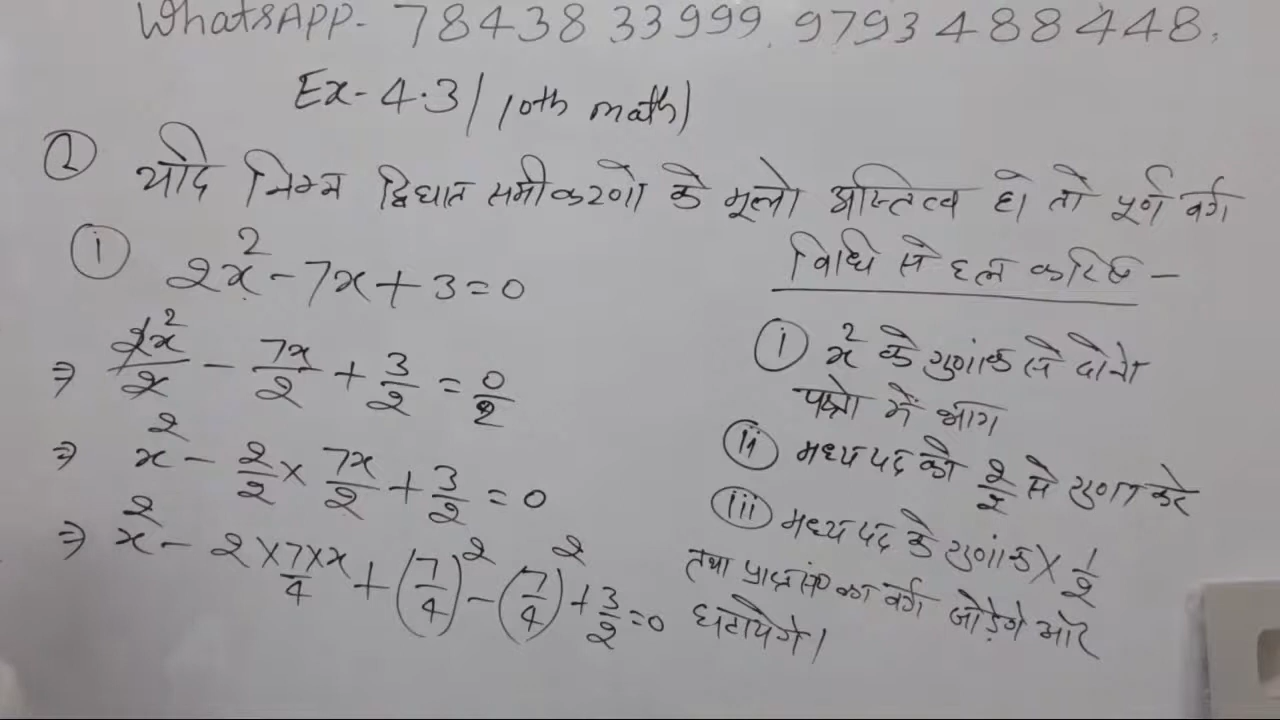 WhatsAPP- 7843833999, 9793488448,
Ex- 4.3/ 10th math)
② यदि निम्न द्विघात समीकरणो के मूलो अस्तित्व हो तो पूर्ण वर्ग
विधि से हल करिए -
① 2x² - 7x + 3 = 0
⇒ 2x²/2 - 7x/2 + 3/2 = 0/2
⇒ x² - 2/2 × 7x/2 + 3/2 = 0
⇒ x² - 2×7×x/4 + (7/4)² - (7/4)² + 3/2 = 0
ⓘ x² के गुणांक से दोनो
पक्षो में भाग
(ii) मध्य पद को 2/2 से गुणा करे
(iii) मध्य पद के गुणांक × 1/2
तथा प्राप्त सं० का वर्ग जोड़ेगे और
घटायेगे।